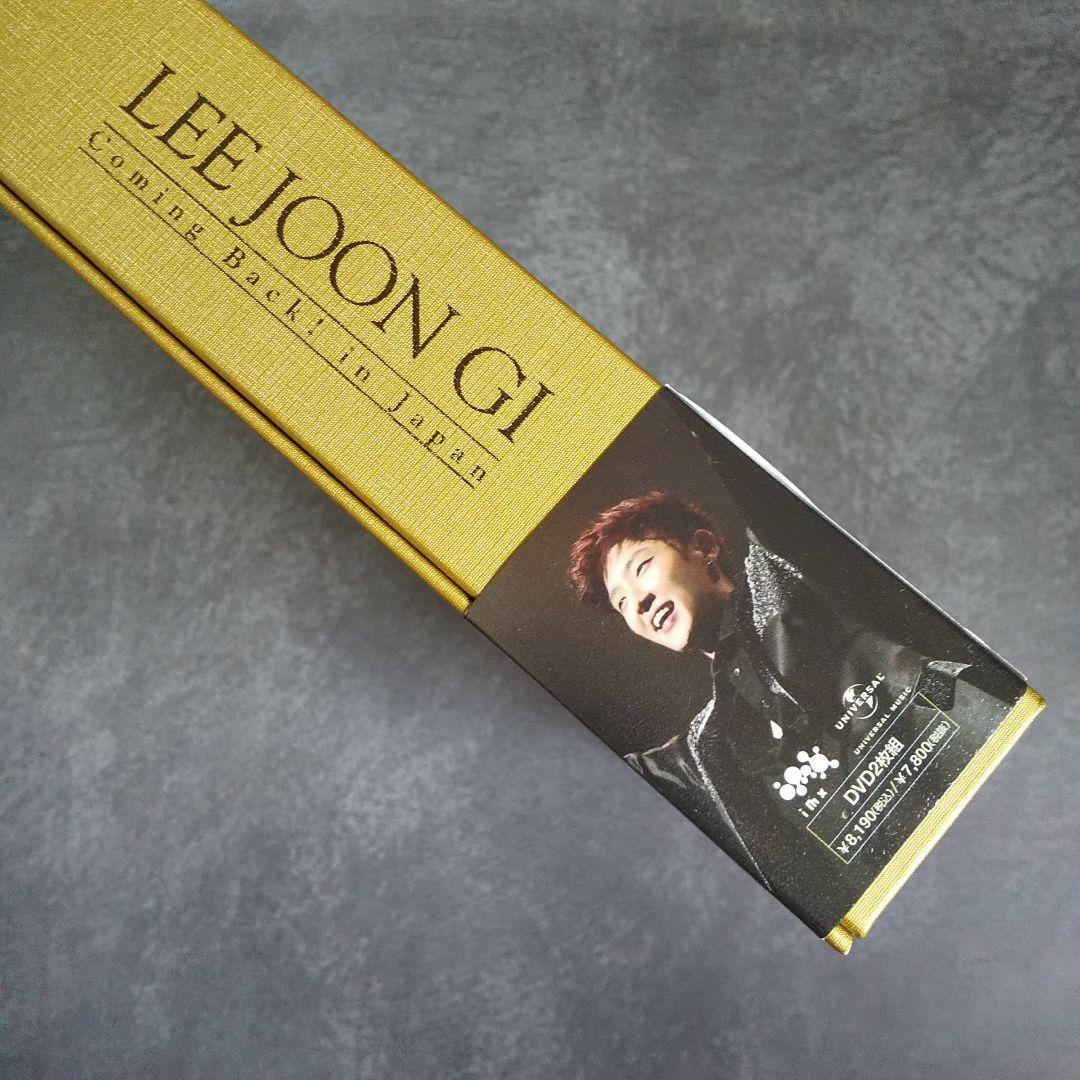 LEE JOON GI
Coming Back! in Japan
UNIVERSAL
UNIVERSAL MUSIC
imx
DVD2枚組
¥8,190(税込)/¥7,800(税抜)